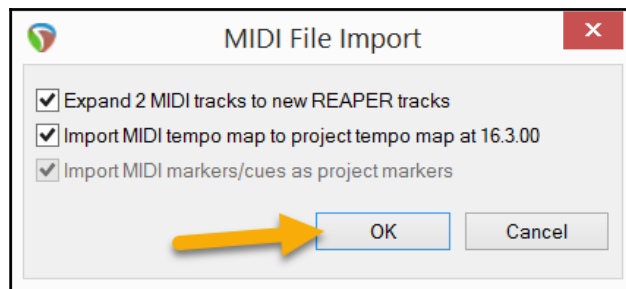 MIDI File Import
Expand 2 MIDI tracks to new REAPER tracks
Import MIDI tempo map to project tempo map at 16.3.00
Import MIDI markers/cues as project markers
OK Cancel